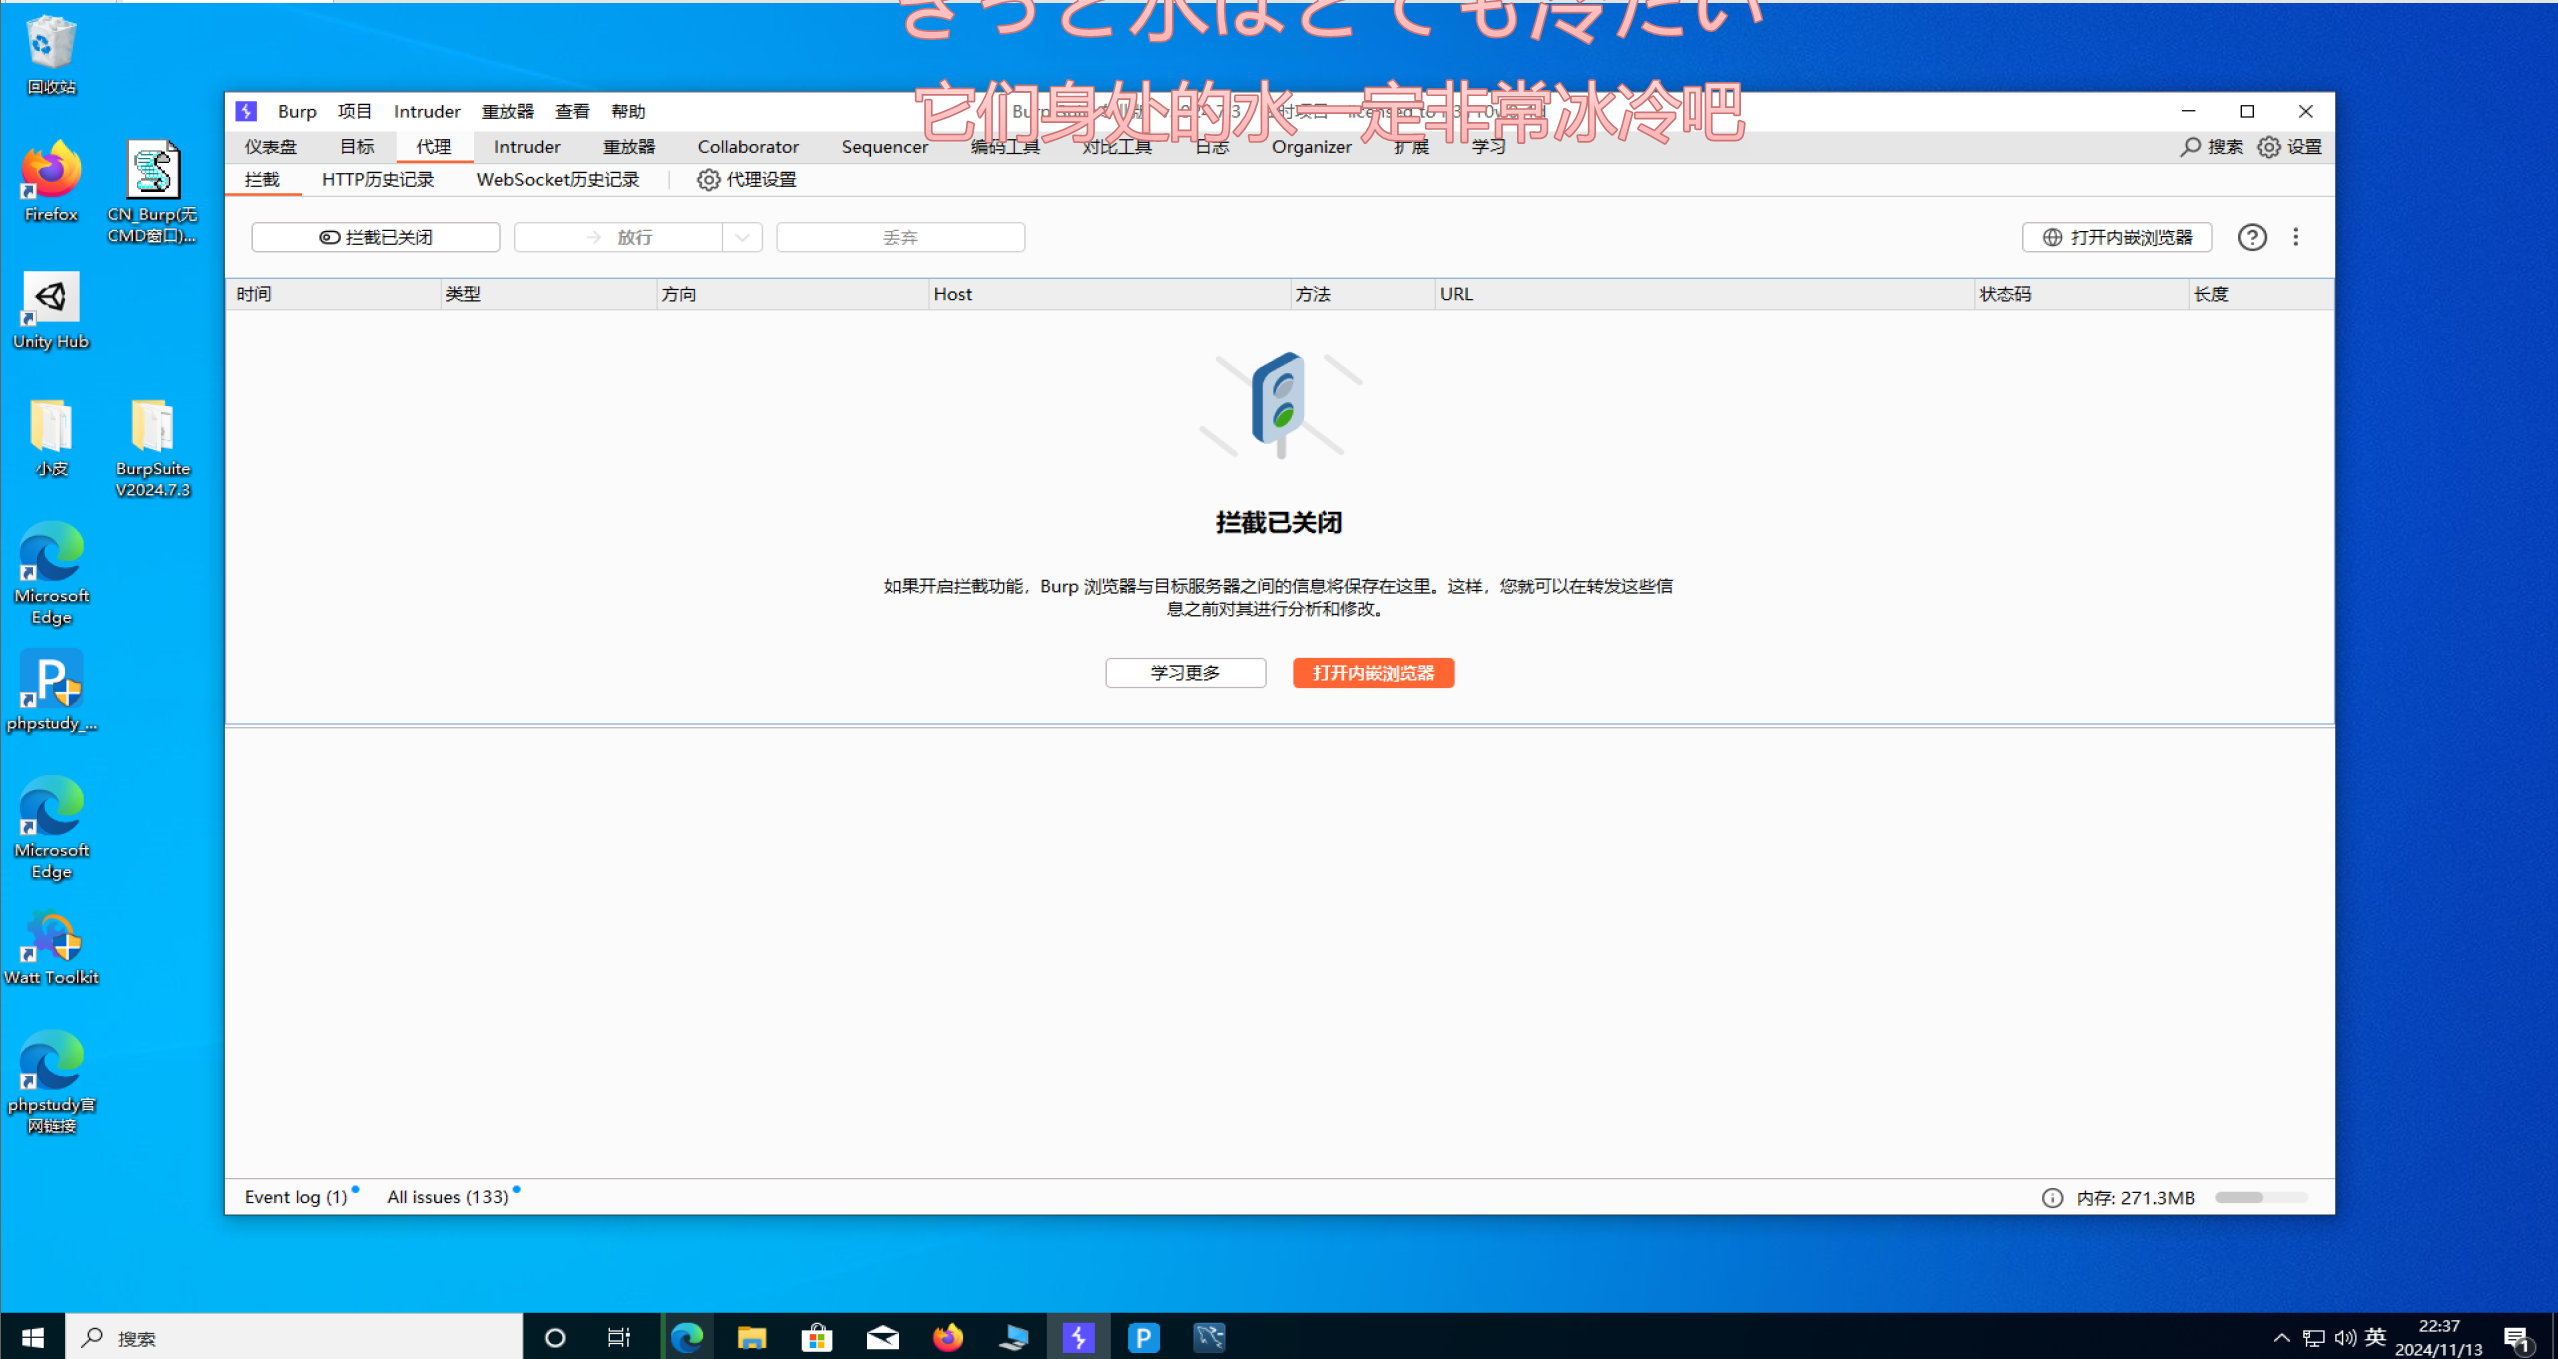 きっと水はとても冷たい
它们身处的水一定非常冰冷吧
回收站
Firefox
CN_Burp(无CMD窗口)...
Unity Hub
小皮
BurpSuite V2024.7.3
Microsoft Edge
phpstudy_...
Microsoft Edge
Watt Toolkit
phpstudy官网链接
Burp 项目 Intruder 重放器 查看 帮助
仪表盘 目标 代理 Intruder 重放器 Collaborator Sequencer 编码工具 对比工具 日志 Organizer 扩展 学习 搜索 设置
拦截 HTTP历史记录 WebSocket历史记录 代理设置
拦截已关闭 放行 丢弃 打开内嵌浏览器
时间 类型 方向 Host 方法 URL 状态码 长度
拦截已关闭
如果开启拦截功能，Burp 浏览器与目标服务器之间的信息将保存在这里。这样，您就可以在转发这些信
息之前对其进行分析和修改。
学习更多 打开内嵌浏览器
Event log (1) All issues (133) 内存: 271.3MB
搜索 英 22:37
2024/11/13 1